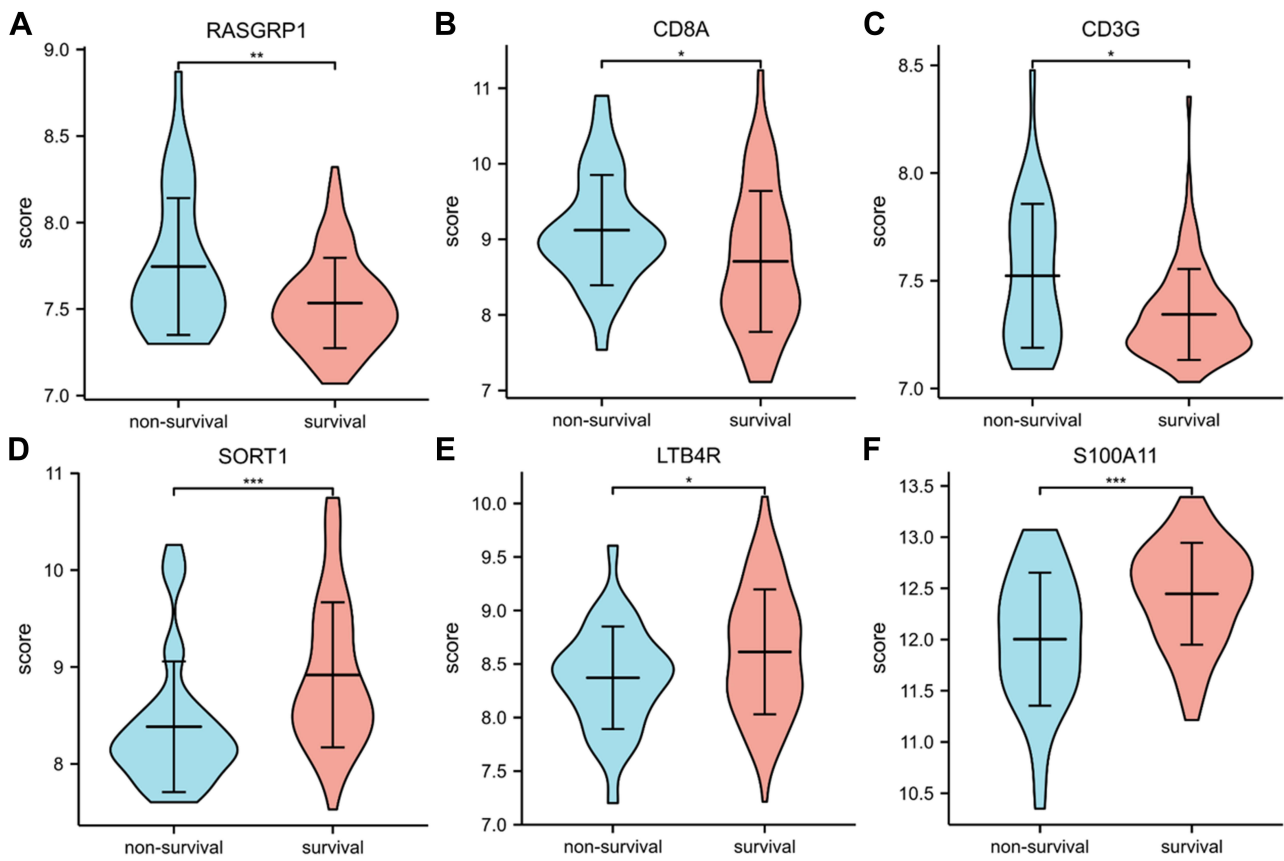 A
RASGRP1
**
score
9.0
8.5
8.0
7.5
7.0
non-survival survival
B
CD8A
*
score
11
10
9
8
7
non-survival survival
C
CD3G
*
score
8.5
8.0
7.5
7.0
non-survival survival
D
SORT1
***
score
11
10
9
8
non-survival survival
E
LTB4R
*
score
10.0
9.5
9.0
8.5
8.0
7.5
7.0
non-survival survival
F
S100A11
***
score
13.5
13.0
12.5
12.0
11.5
11.0
10.5
non-survival survival